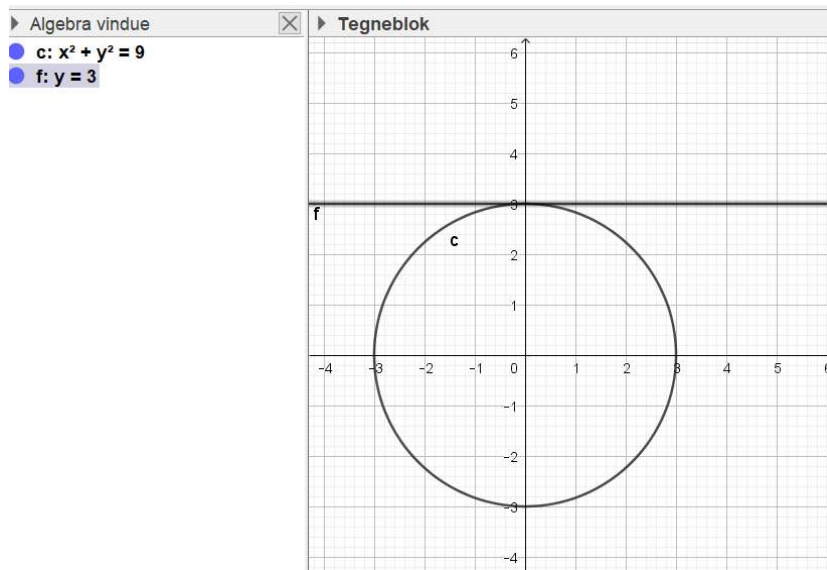 Algebra vindue
c: x² + y² = 9
f: y = 3
Tegneblok
6
5
4
3
f
c
2
1
-4 -3 -2 -1 0 1 2 3 4 5 6
-1
-2
-3
-4